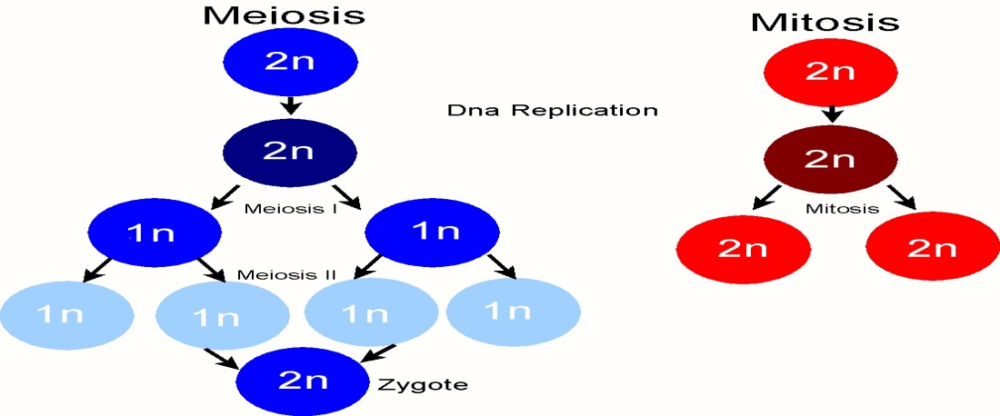 Meiosis
2n
2n
Meiosis I
1n
1n
Meiosis II
1n
1n
1n
1n
2n
Zygote
Dna Replication
Mitosis
2n
2n
Mitosis
2n
2n